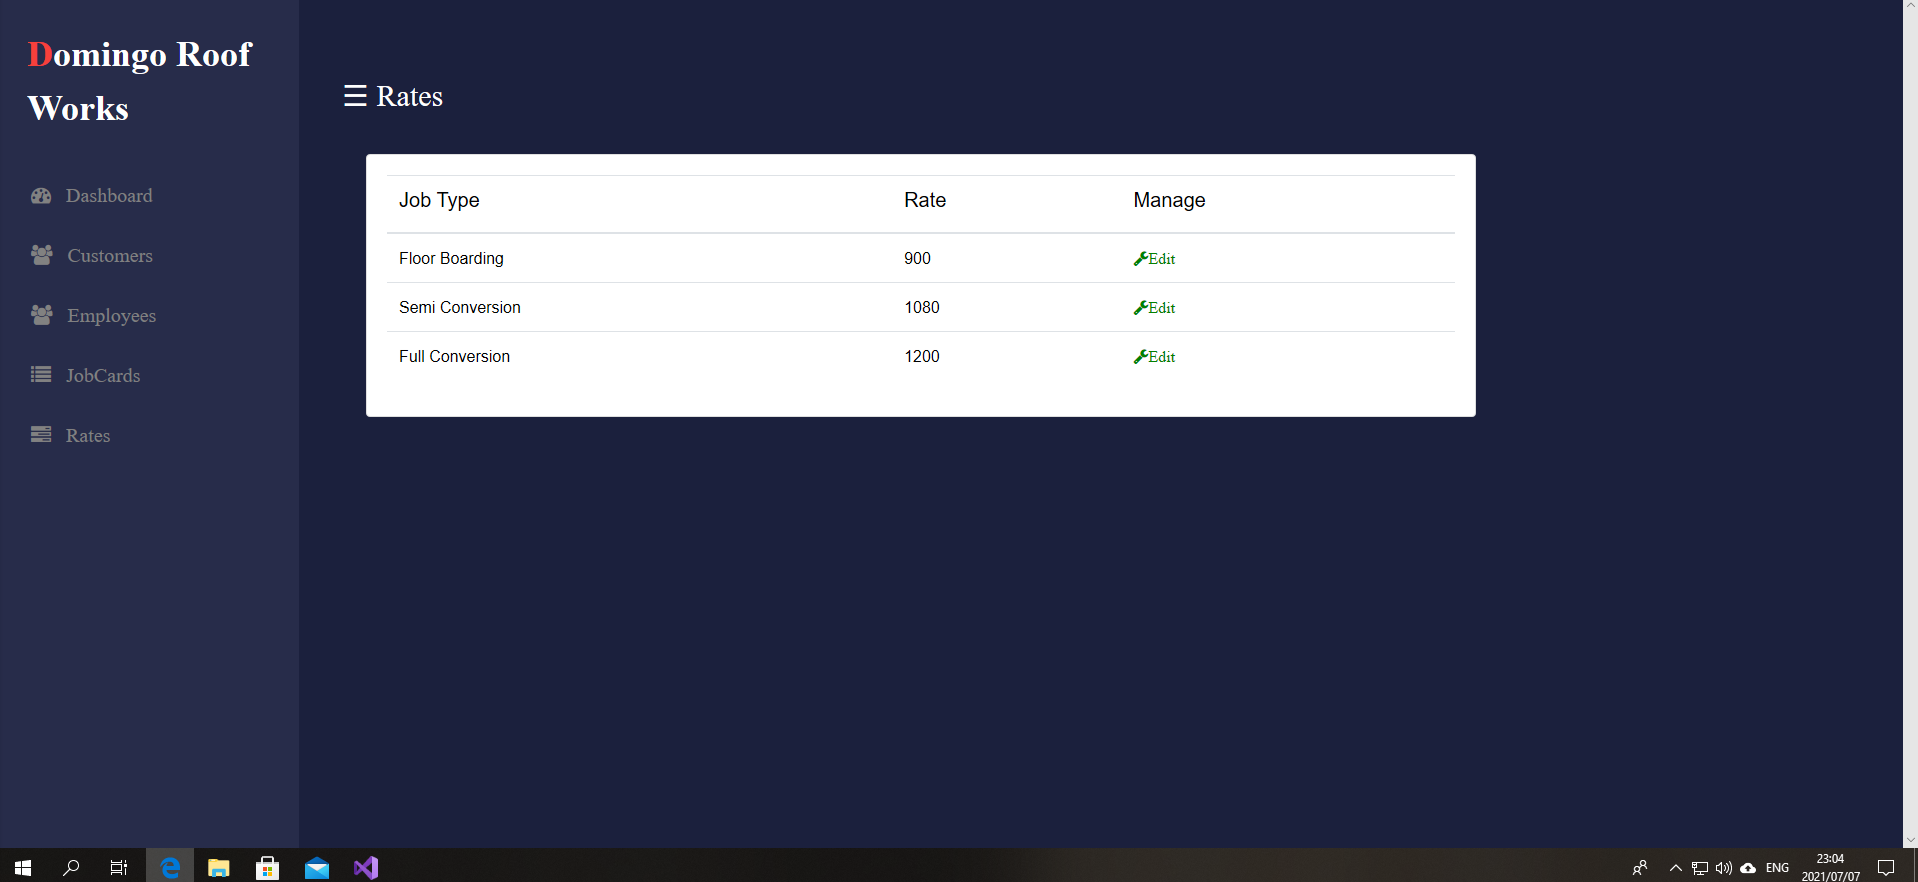 Domingo Roof
Works
Dashboard
Customers
Employees
JobCards
Rates
☰ Rates
Job Type Rate Manage
Floor Boarding 900 Edit
Semi Conversion 1080 Edit
Full Conversion 1200 Edit
ENG
23:04
2021/07/07